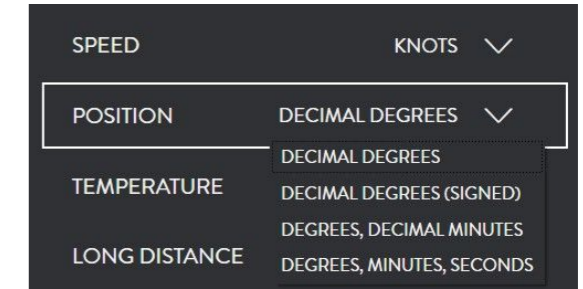 SPEED KNOTS
POSITION DECIMAL DEGREES
DECIMAL DEGREES
TEMPERATURE DECIMAL DEGREES (SIGNED)
DEGREES, DECIMAL MINUTES
LONG DISTANCE DEGREES, MINUTES, SECONDS